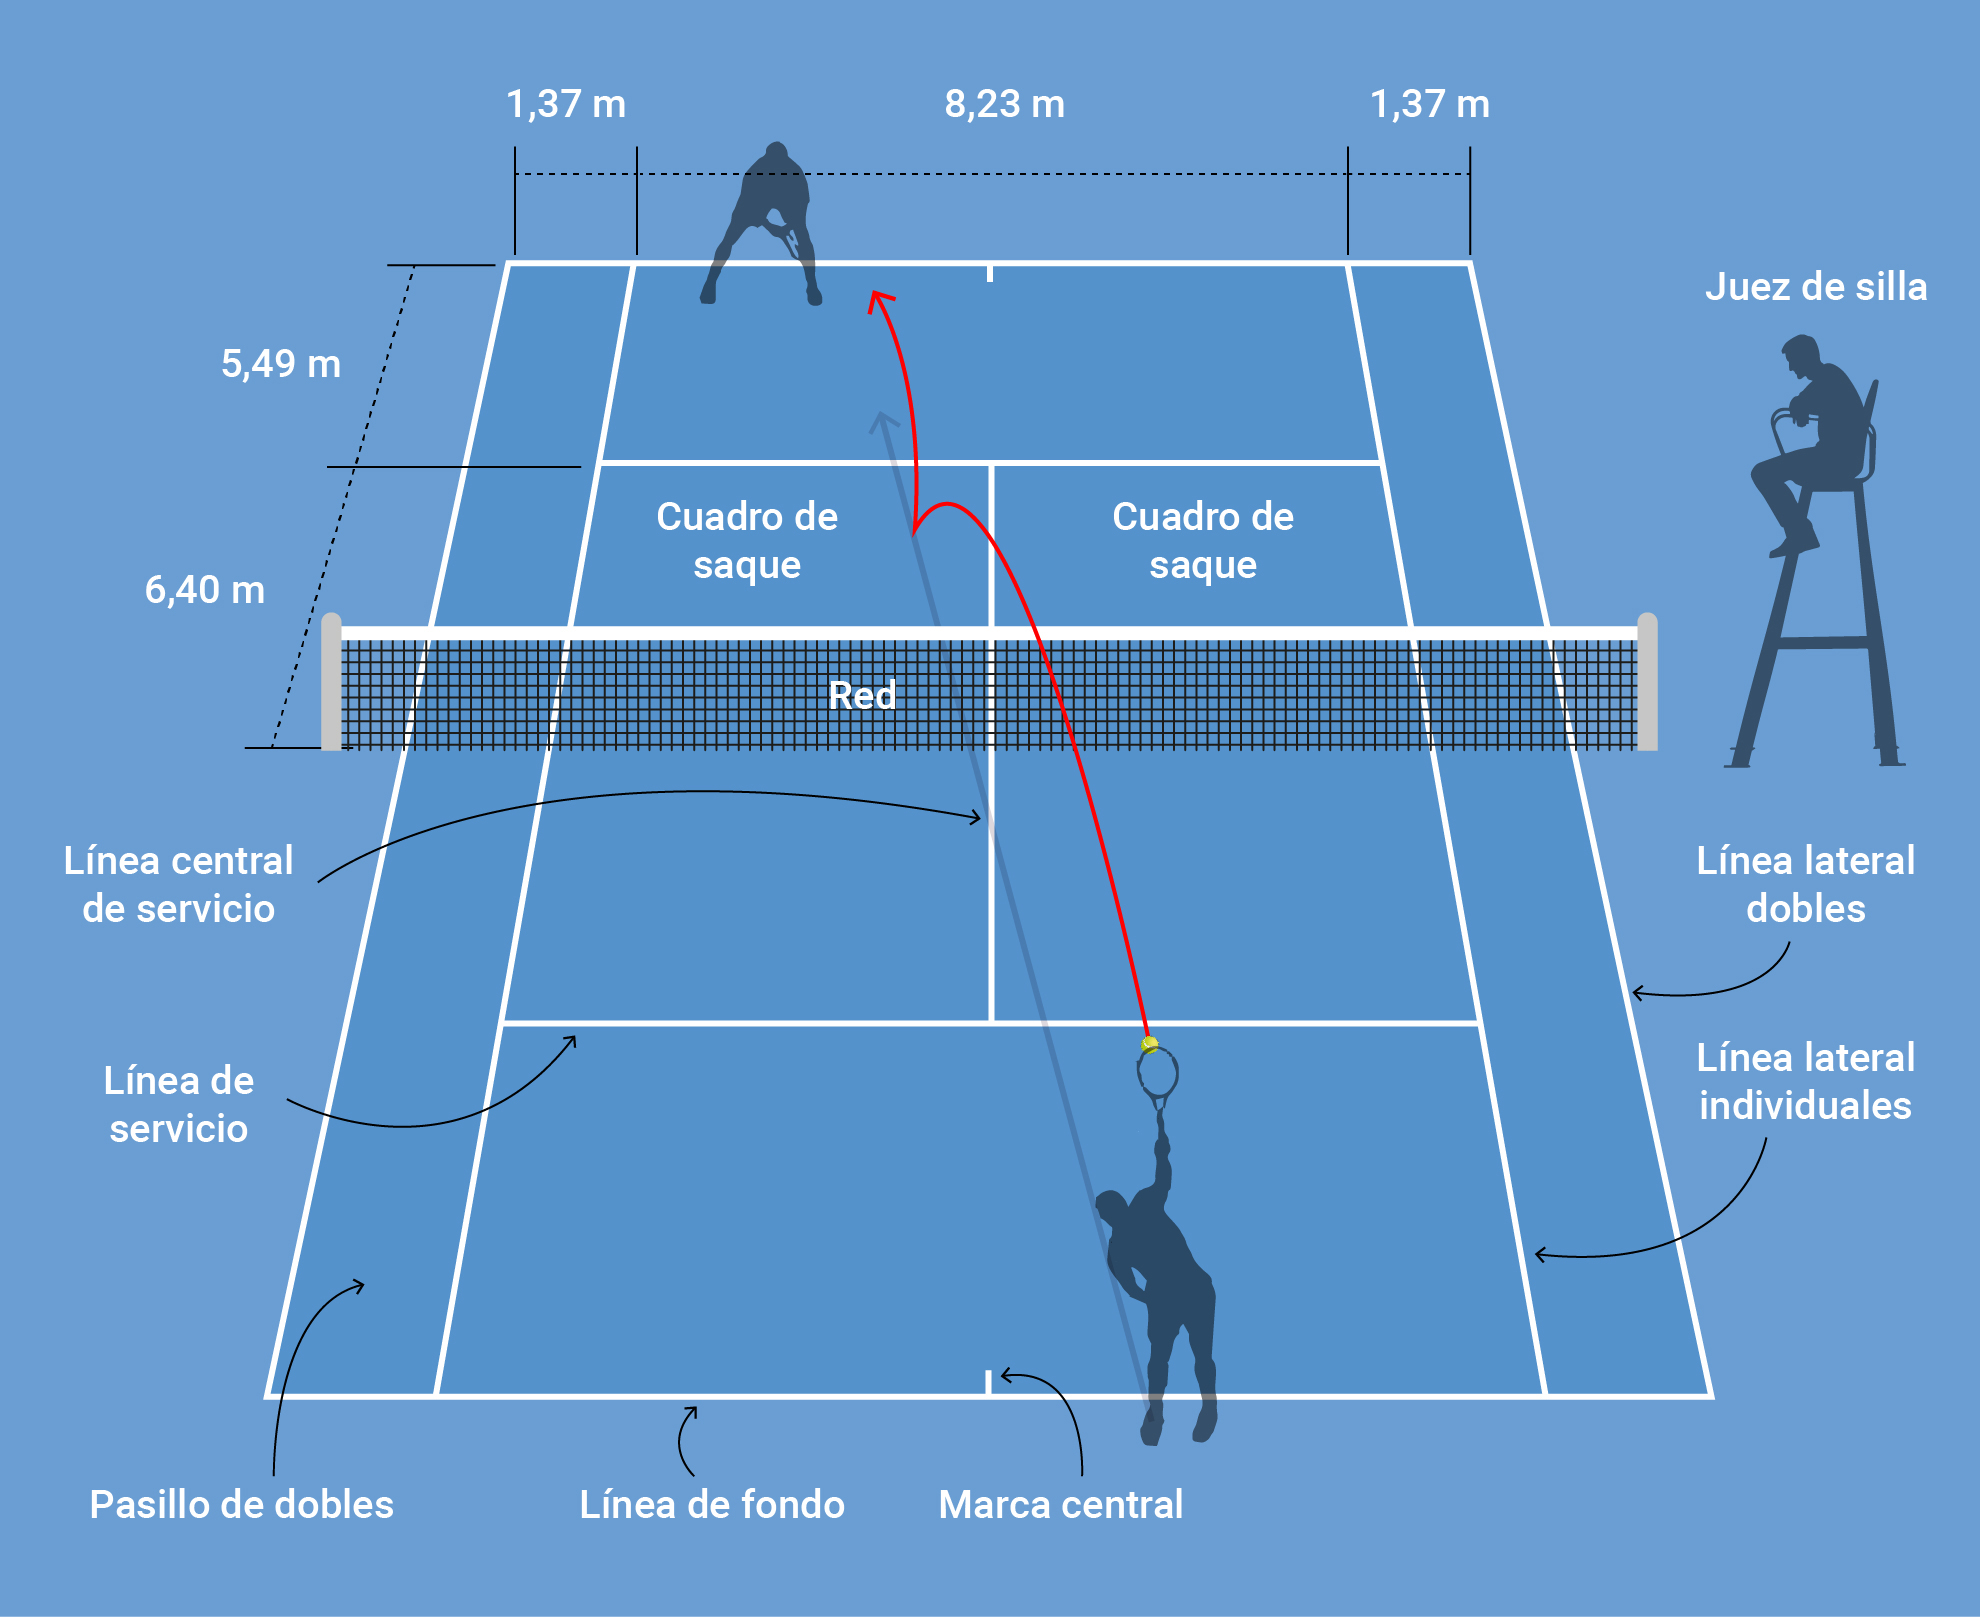 1,37 m
8,23 m
1,37 m
Juez de silla
5,49 m
Cuadro de
saque
Cuadro de
saque
6,40 m
Red
Línea central
de servicio
Línea lateral
dobles
Línea de
servicio
Línea lateral
individuales
Pasillo de dobles
Línea de fondo
Marca central